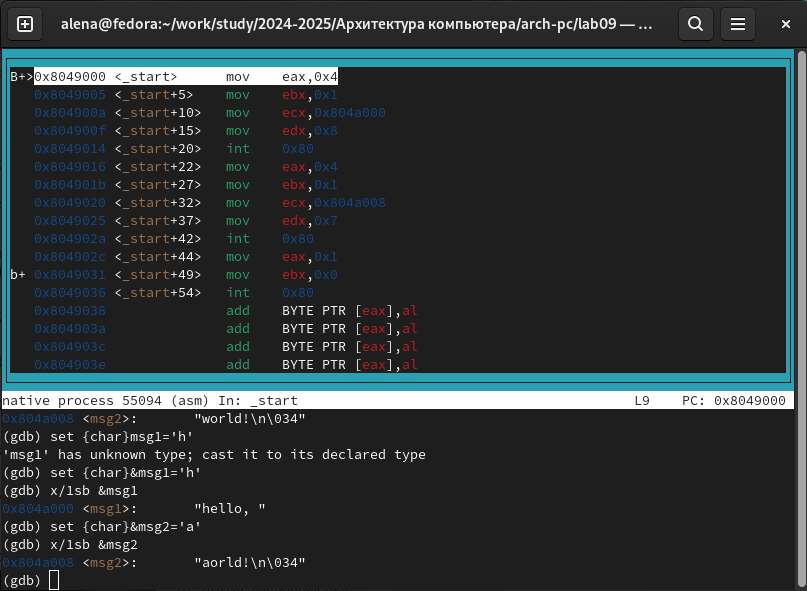 alena@fedora:~/work/study/2024-2025/Архитектура компьютера/arch-pc/lab09 — ...
B+>0x8049000 <_start>      mov    eax,0x4
0x8049005 <_start+5>    mov    ebx,0x1
0x804900a <_start+10>   mov    ecx,0x804a000
0x804900f <_start+15>   mov    edx,0x8
0x8049014 <_start+20>   int    0x80
0x8049016 <_start+22>   mov    eax,0x4
0x804901b <_start+27>   mov    ebx,0x1
0x8049020 <_start+32>   mov    ecx,0x804a008
0x8049025 <_start+37>   mov    edx,0x7
0x804902a <_start+42>   int    0x80
0x804902c <_start+44>   mov    eax,0x1
b+ 0x8049031 <_start+49>   mov    ebx,0x0
0x8049036 <_start+54>   int    0x80
0x8049038               add    BYTE PTR [eax],al
0x804903a               add    BYTE PTR [eax],al
0x804903c               add    BYTE PTR [eax],al
0x804903e               add    BYTE PTR [eax],al
native process 55094 (asm) In: _start                                          L9    PC: 0x8049000
0x804a008 <msg2>:       "world!\n\034"
(gdb) set {char}msg1='h'
'msg1' has unknown type; cast it to its declared type
(gdb) set {char}&msg1='h'
(gdb) x/1sb &msg1
0x804a000 <msg1>:       "hello, "
(gdb) set {char}&msg2='a'
(gdb) x/1sb &msg2
0x804a008 <msg2>:       "aorld!\n\034"
(gdb)